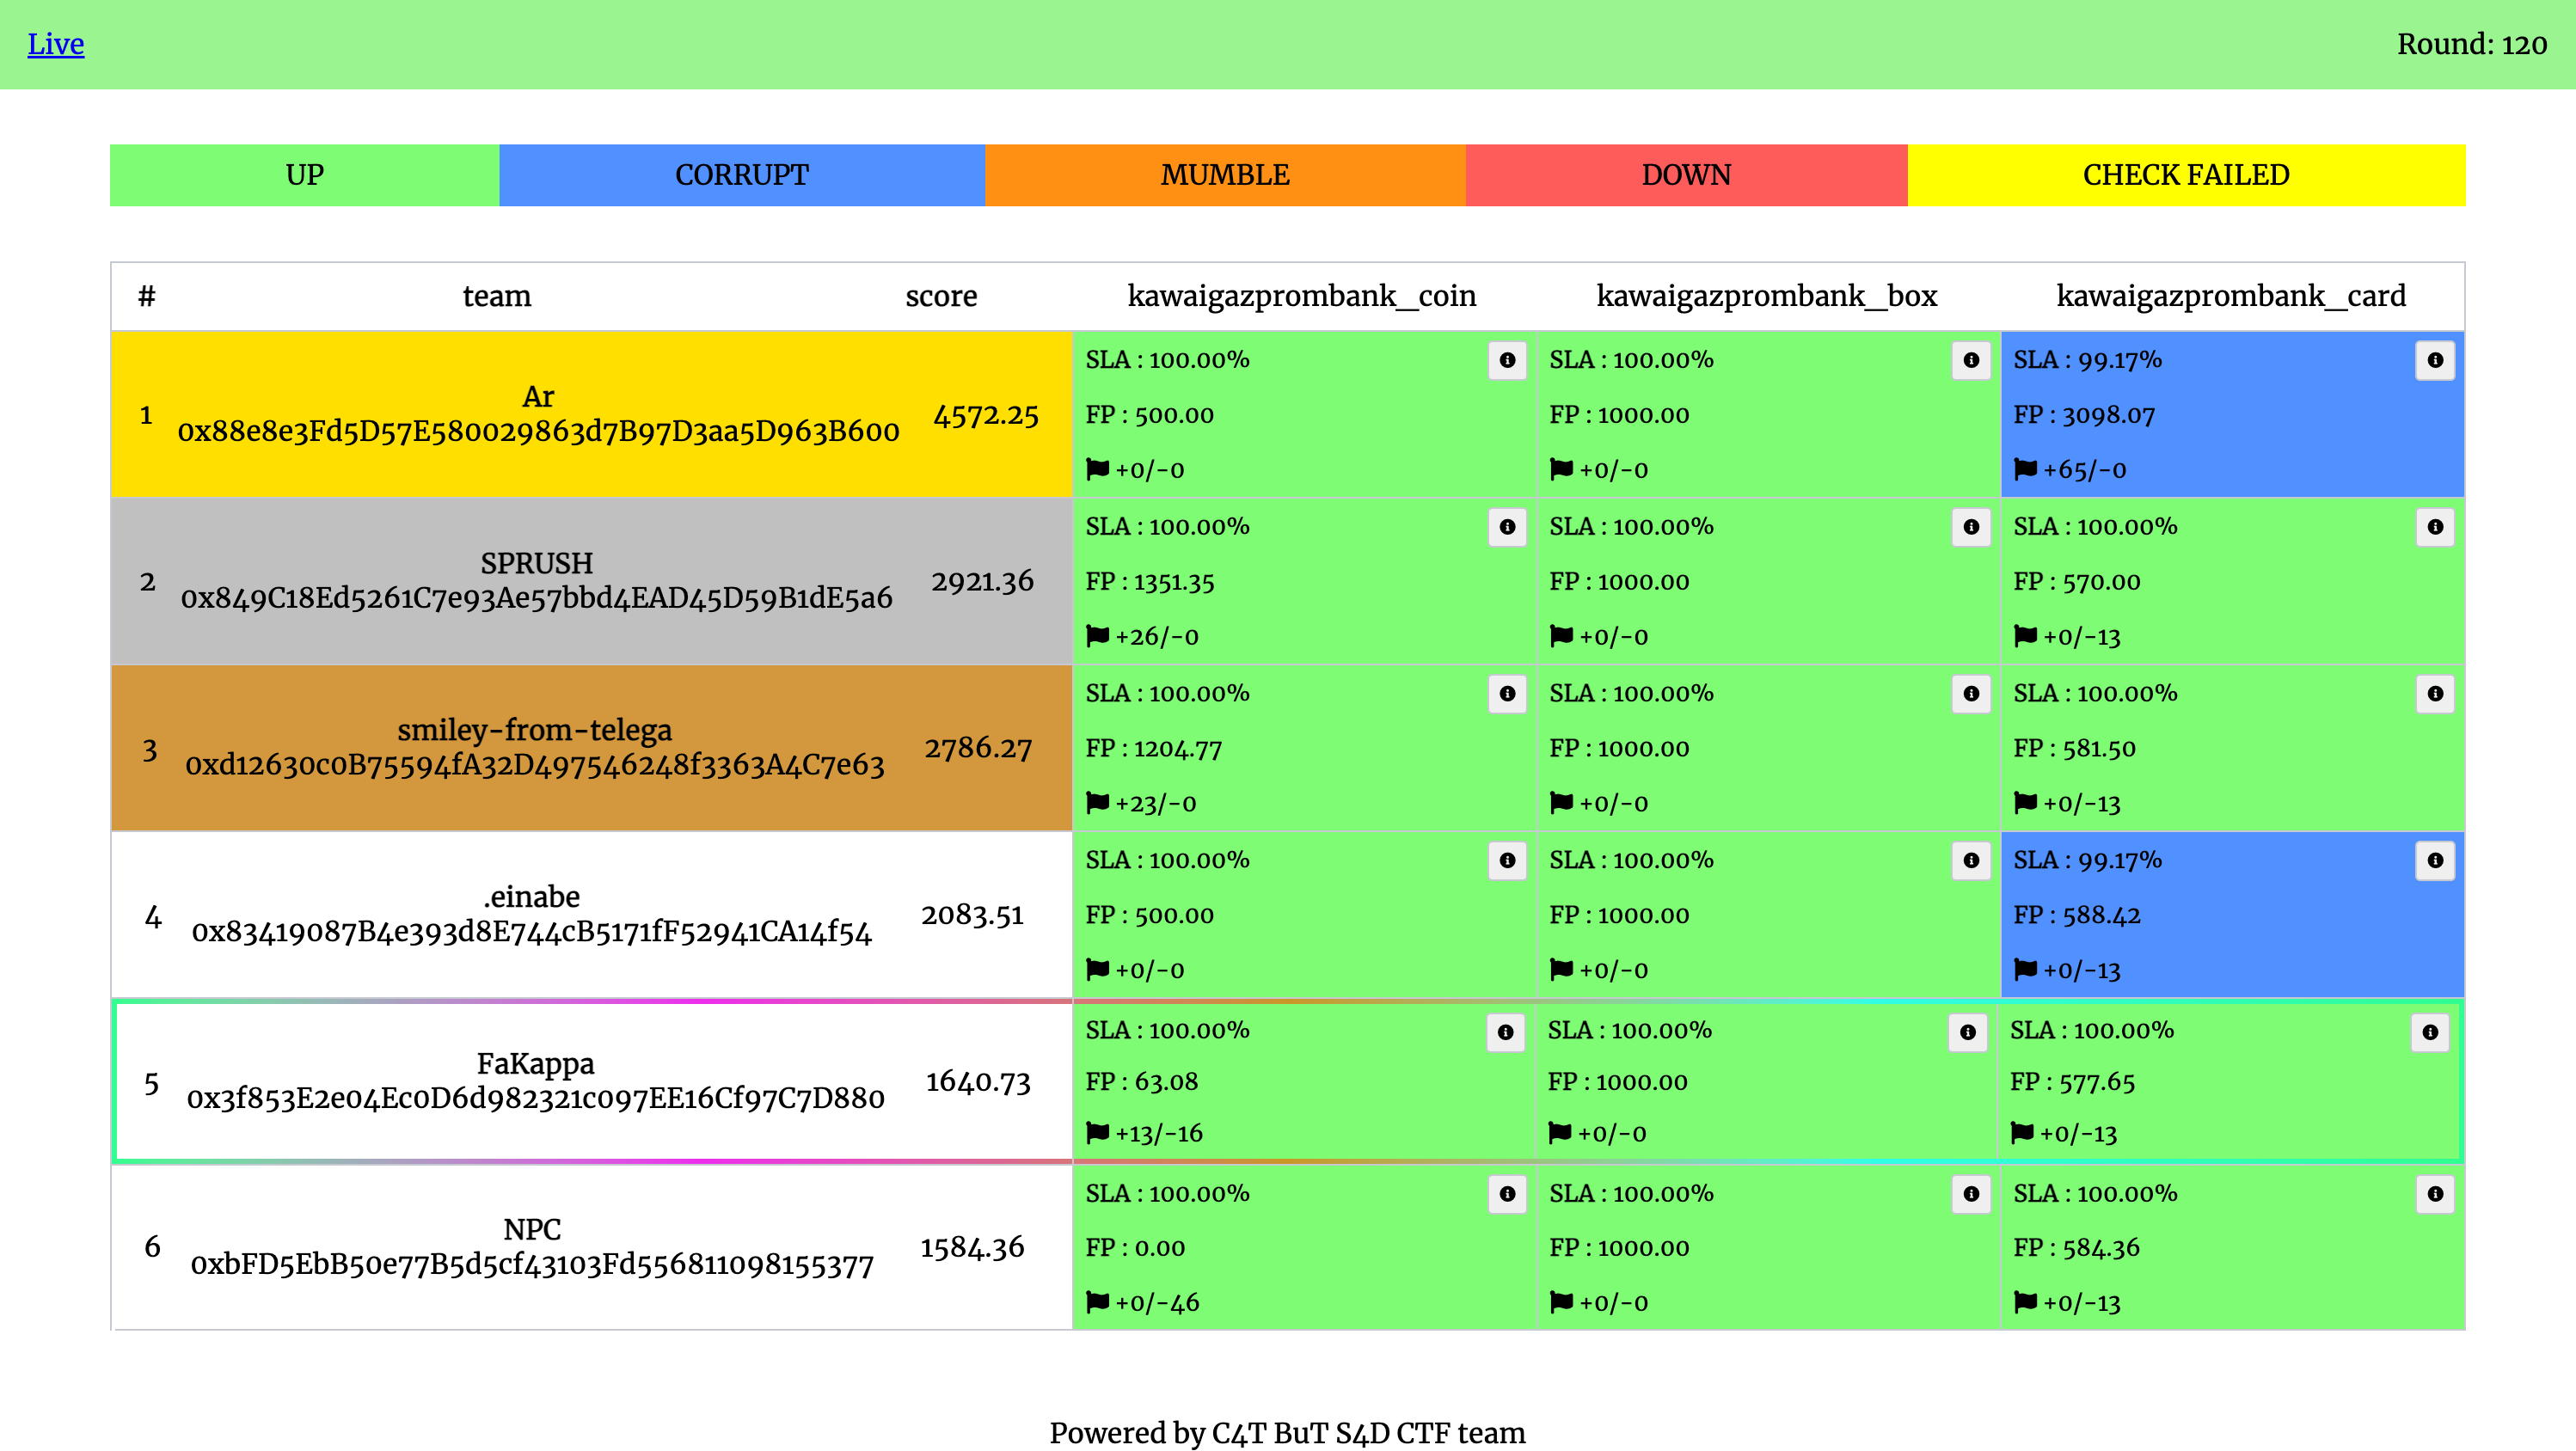 Live
Round: 120
UP CORRUPT MUMBLE DOWN CHECK FAILED
# team score kawaigazprombank_coin kawaigazprombank_box kawaigazprombank_card
1
Ar
0x88e8e3Fd5D57E580029863d7B97D3aa5D963B600
4572.25
SLA : 100.00%
FP : 500.00
+0/-0
SLA : 100.00%
FP : 1000.00
+0/-0
SLA : 99.17%
FP : 3098.07
+65/-0
2
SPRUSH
0x849C18Ed5261C7e93Ae57bbd4EAD45D59B1dE5a6
2921.36
SLA : 100.00%
FP : 1351.35
+26/-0
SLA : 100.00%
FP : 1000.00
+0/-0
SLA : 100.00%
FP : 570.00
+0/-13
3
smiley-from-telega
0xd12630c0B75594fA32D497546248f3363A4C7e63
2786.27
SLA : 100.00%
FP : 1204.77
+23/-0
SLA : 100.00%
FP : 1000.00
+0/-0
SLA : 100.00%
FP : 581.50
+0/-13
4
.einabe
0x83419087B4e393d8E744cB5171fF52941CA14f54
2083.51
SLA : 100.00%
FP : 500.00
+0/-0
SLA : 100.00%
FP : 1000.00
+0/-0
SLA : 99.17%
FP : 588.42
+0/-13
5
FaKappa
0x3f853E2e04Ec0D6d982321c097EE16Cf97C7D880
1640.73
SLA : 100.00%
FP : 63.08
+13/-16
SLA : 100.00%
FP : 1000.00
+0/-0
SLA : 100.00%
FP : 577.65
+0/-13
6
NPC
0xbFD5EbB50e77B5d5cf43103Fd556811098155377
1584.36
SLA : 100.00%
FP : 0.00
+0/-46
SLA : 100.00%
FP : 1000.00
+0/-0
SLA : 100.00%
FP : 584.36
+0/-13
Powered by C4T BuT S4D CTF team